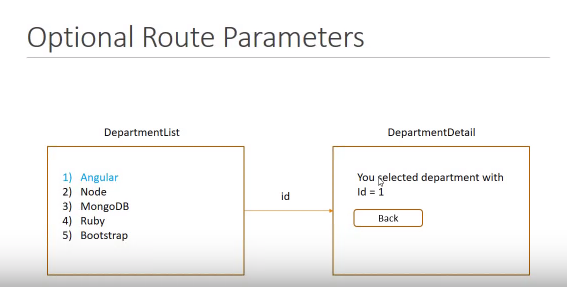 Optional Route Parameters
DepartmentList
1) Angular
2) Node
3) MongoDB
4) Ruby
5) Bootstrap
id
DepartmentDetail
You selected department with
Id = 1
Back